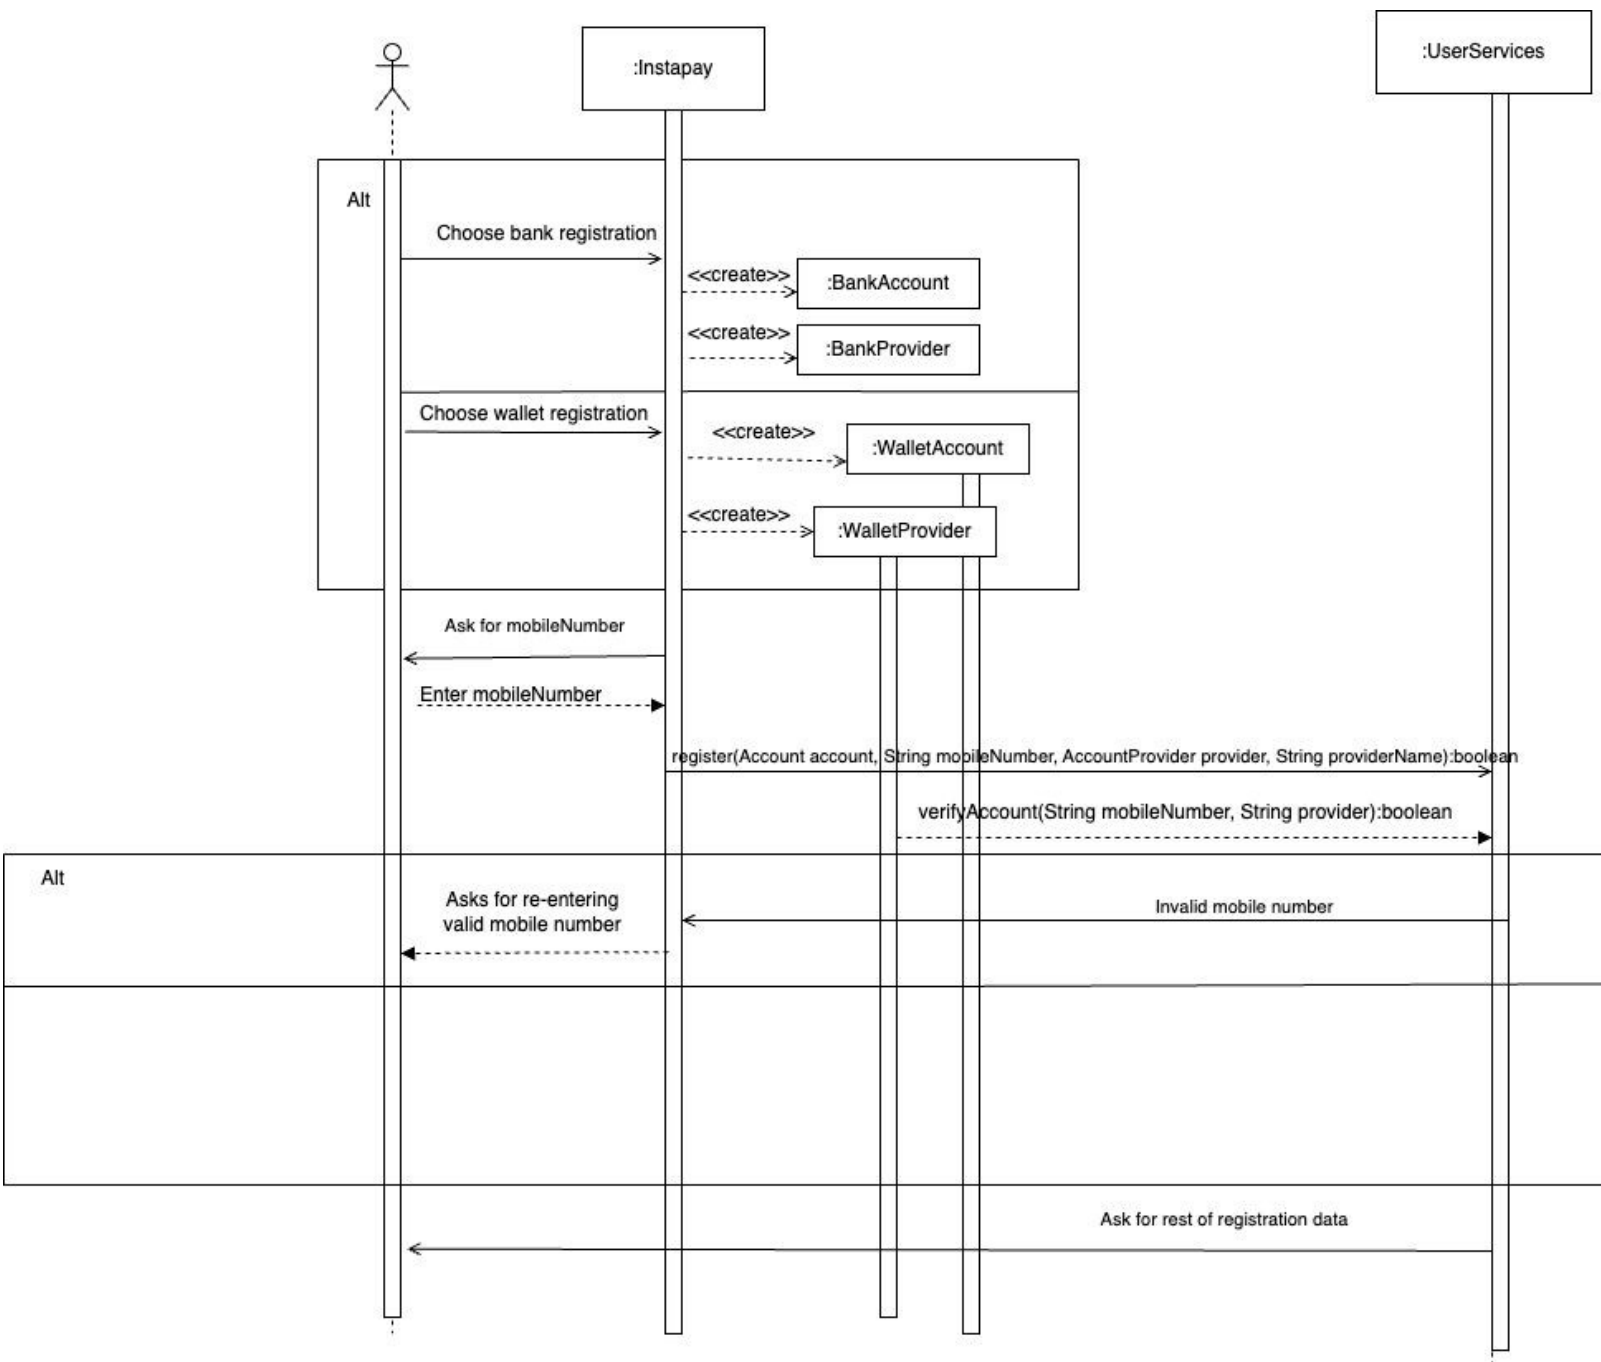 :Instapay
:UserServices
Alt
Choose bank registration
<<create>>
:BankAccount
<<create>>
:BankProvider
Choose wallet registration
<<create>>
:WalletAccount
<<create>>
:WalletProvider
Ask for mobileNumber
Enter mobileNumber
register(Account account, String mobileNumber, AccountProvider provider, String providerName):boolean
verifyAccount(String mobileNumber, String provider):boolean
Alt
Asks for re-entering
valid mobile number
Invalid mobile number
Ask for rest of registration data